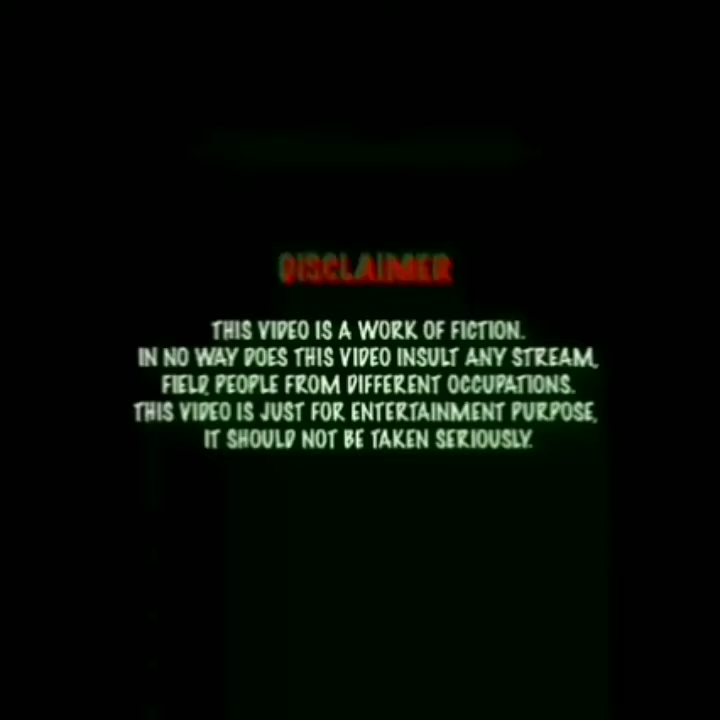 DISCLAIMER
THIS VIDEO IS A WORK OF FICTION.
IN NO WAY DOES THIS VIDEO INSULT ANY STREAM,
FIELD, PEOPLE FROM DIFFERENT OCCUPATIONS.
THIS VIDEO IS JUST FOR ENTERTAINMENT PURPOSE,
IT SHOULD NOT BE TAKEN SERIOUSLY.